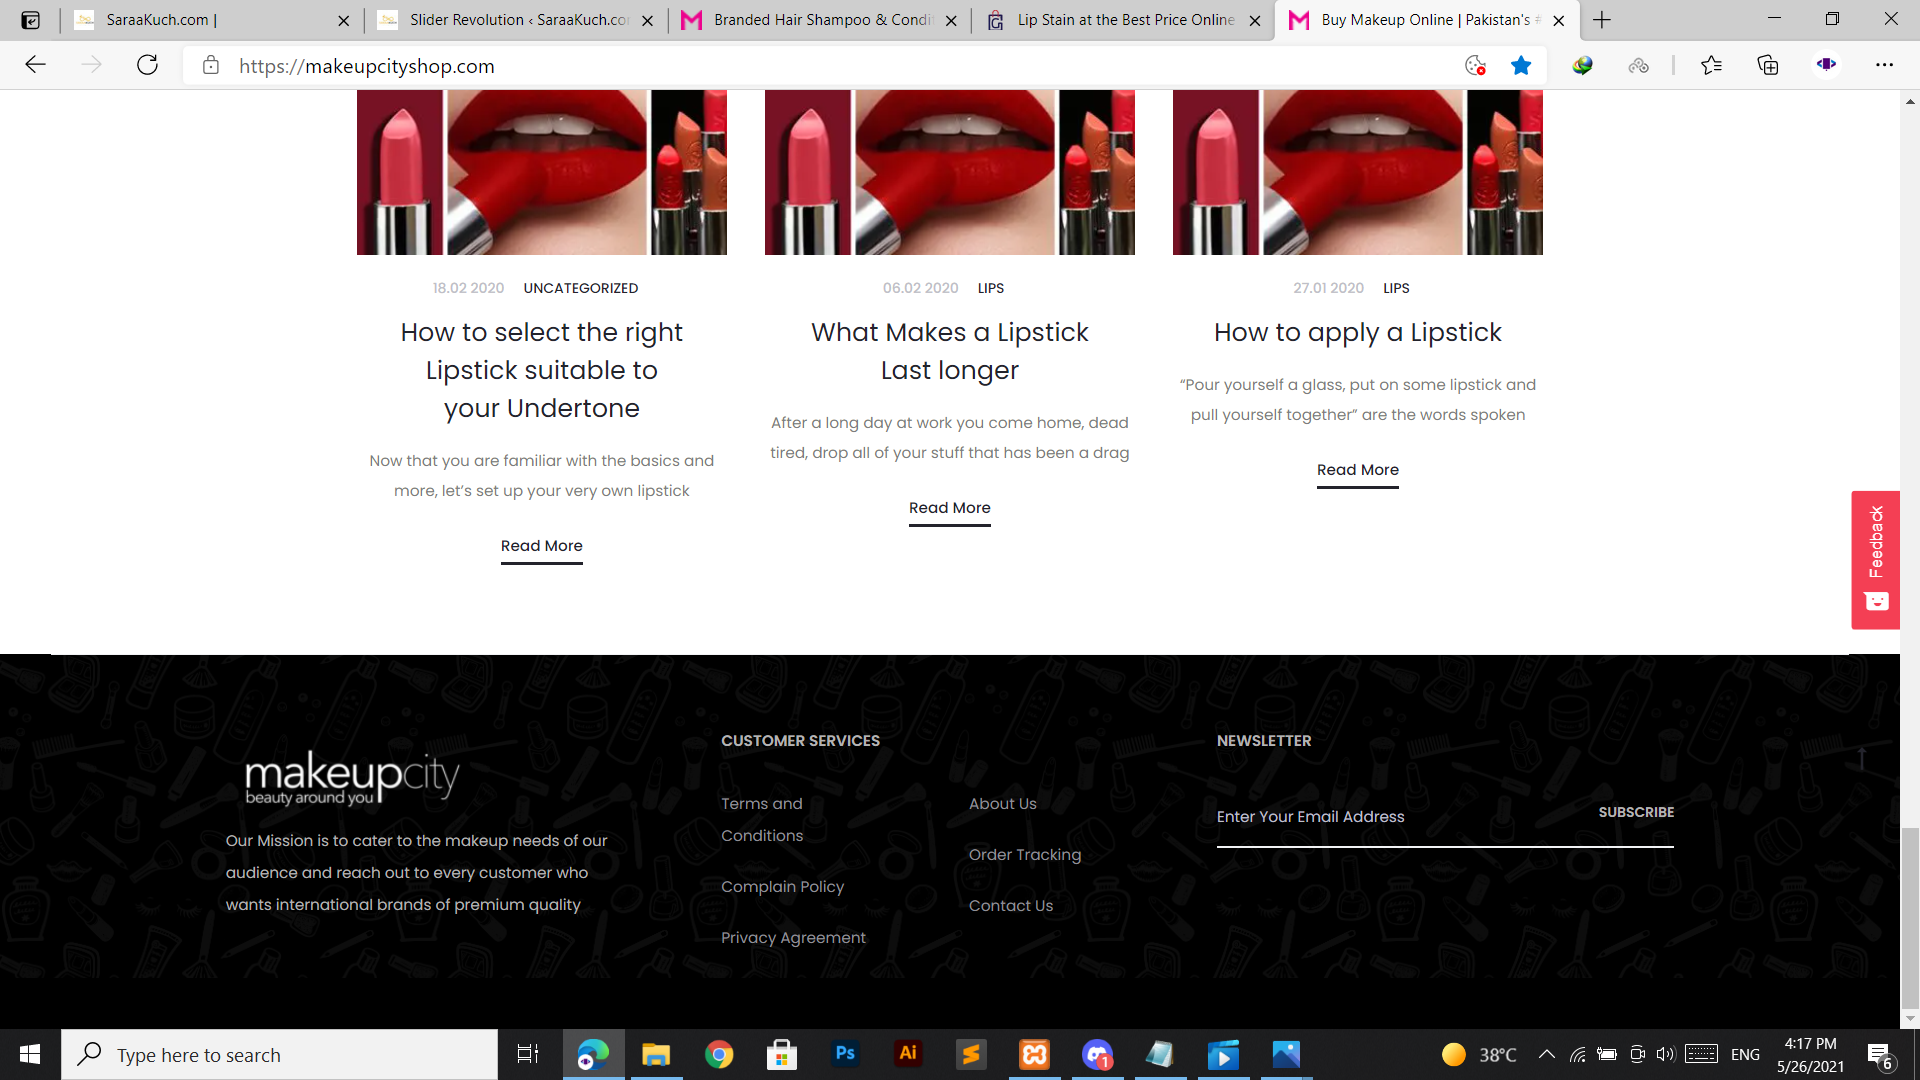 SaraaKuch.com |
Slider Revolution ‹ SaraaKuch.co
Branded Hair Shampoo & Condit
Lip Stain at the Best Price Online
Buy Makeup Online | Pakistan's #
https://makeupcityshop.com
18.02 2020 UNCATEGORIZED
How to select the right
Lipstick suitable to
your Undertone
Now that you are familiar with the basics and
more, let’s set up your very own lipstick
Read More
06.02 2020 LIPS
What Makes a Lipstick
Last longer
After a long day at work you come home, dead
tired, drop all of your stuff that has been a drag
Read More
27.01 2020 LIPS
How to apply a Lipstick
“Pour yourself a glass, put on some lipstick and
pull yourself together” are the words spoken
Read More
Feedback
makeupcity
beauty around you
Our Mission is to cater to the makeup needs of our
audience and reach out to every customer who
wants international brands of premium quality
CUSTOMER SERVICES
Terms and
Conditions
Complain Policy
Privacy Agreement
About Us
Order Tracking
Contact Us
NEWSLETTER
Enter Your Email Address
SUBSCRIBE
Type here to search
Ps
Ai
1
38°C
ENG
4:17 PM
5/26/2021
6